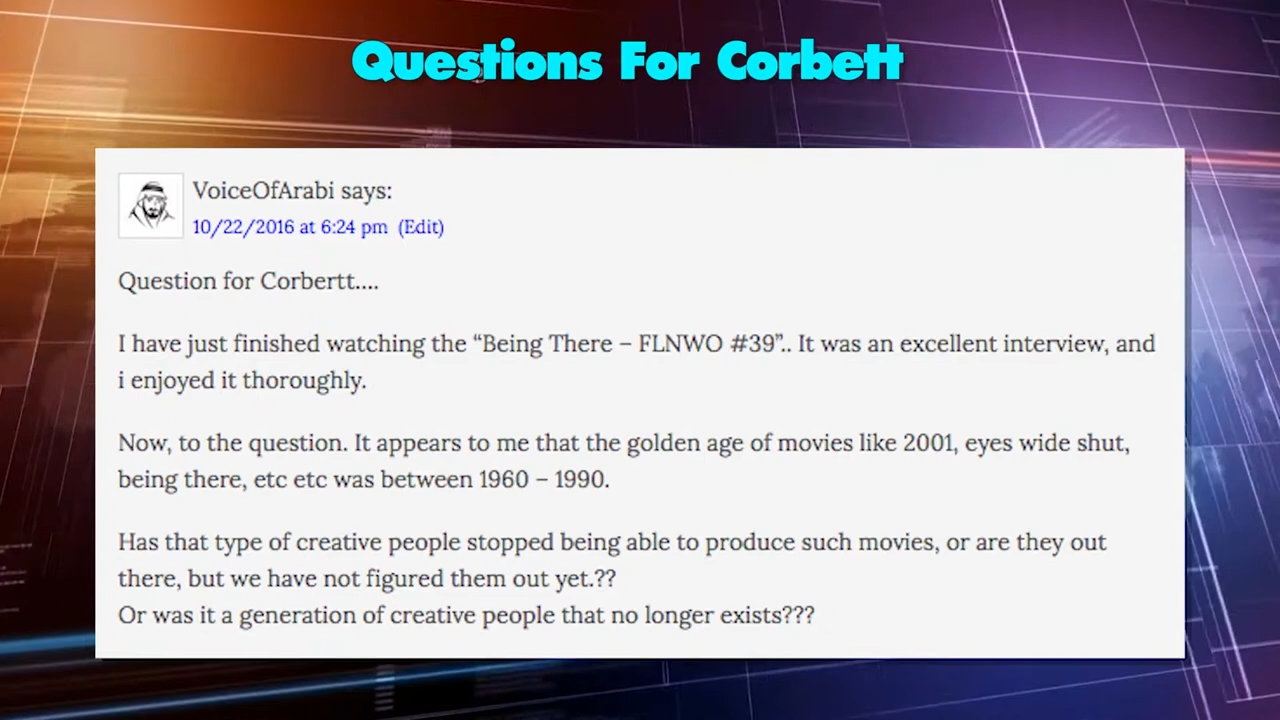 Questions For Corbett
VoiceOfArabi says:
10/22/2016 at 6:24 pm (Edit)
Question for Corbertt....
I have just finished watching the “Being There – FLNWO #39”.. It was an excellent interview, and
i enjoyed it thoroughly.
Now, to the question. It appears to me that the golden age of movies like 2001, eyes wide shut,
being there, etc etc was between 1960 – 1990.
Has that type of creative people stopped being able to produce such movies, or are they out
there, but we have not figured them out yet.??
Or was it a generation of creative people that no longer exists???